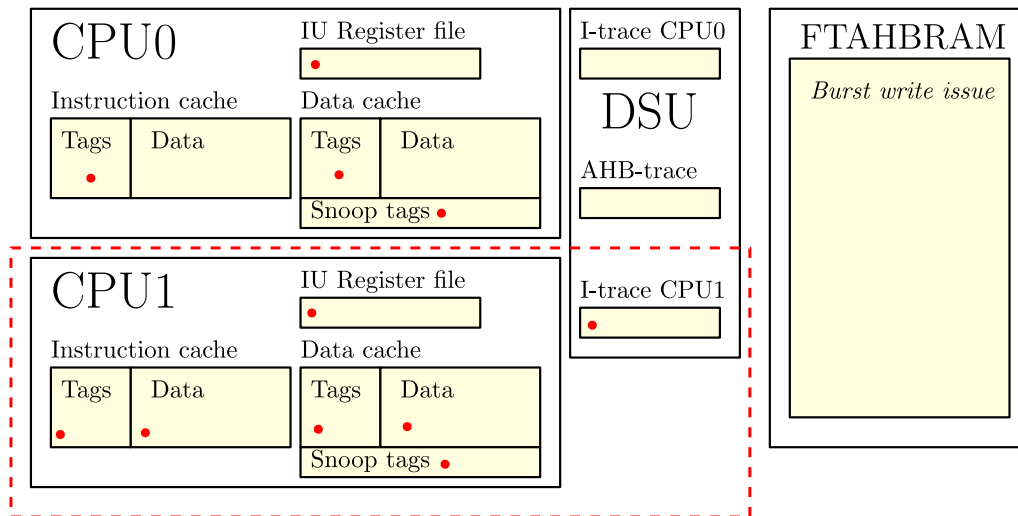 CPU0
IU Register file
Instruction cache
Data cache
Tags
Data
Tags
Data
Snoop tags
CPU1
IU Register file
Instruction cache
Data cache
Tags
Data
Tags
Data
Snoop tags
I-trace CPU0
DSU
AHB-trace
I-trace CPU1
FTAHBRAM
Burst write issue